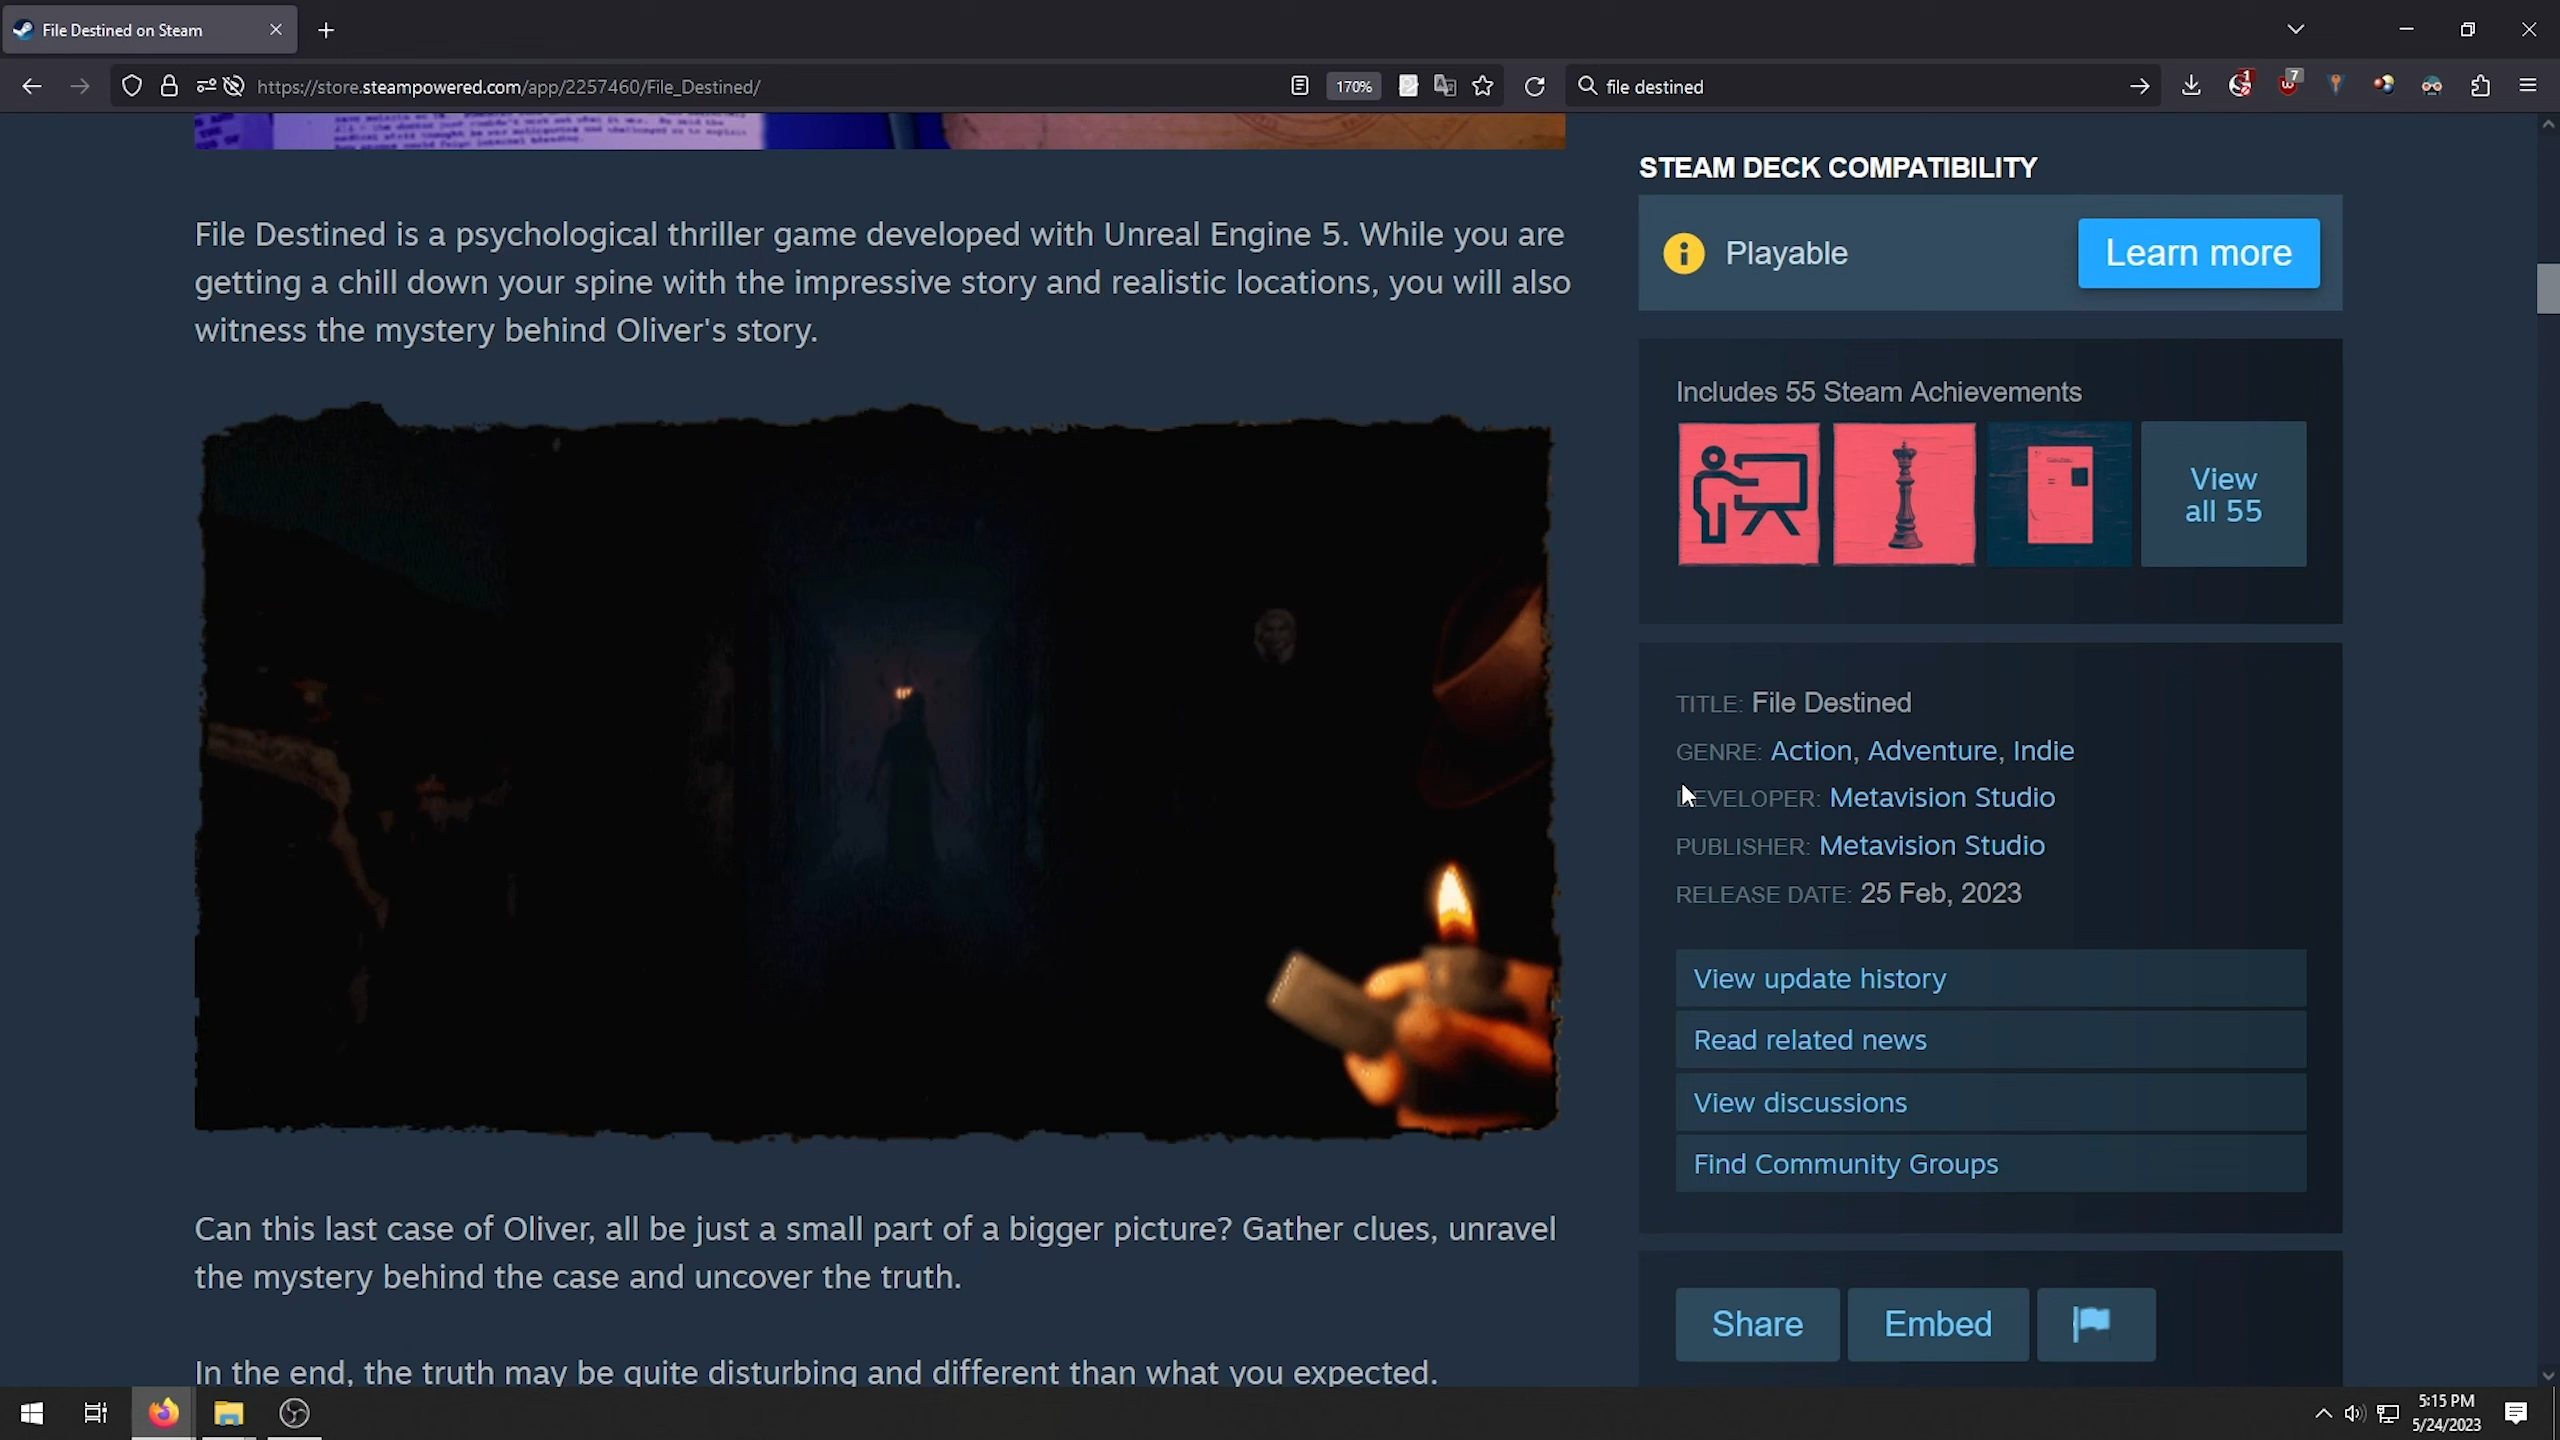 File Destined on Steam
https://store.steampowered.com/app/2257460/File_Destined/
170%
file destined
1
7
File Destined is a psychological thriller game developed with Unreal Engine 5. While you are
getting a chill down your spine with the impressive story and realistic locations, you will also
witness the mystery behind Oliver's story.
Can this last case of Oliver, all be just a small part of a bigger picture? Gather clues, unravel
the mystery behind the case and uncover the truth.
In the end, the truth may be quite disturbing and different than what you expected.
STEAM DECK COMPATIBILITY
Playable
Learn more
Includes 55 Steam Achievements
View
all 55
TITLE: File Destined
GENRE: Action, Adventure, Indie
DEVELOPER: Metavision Studio
PUBLISHER: Metavision Studio
RELEASE DATE: 25 Feb, 2023
View update history
Read related news
View discussions
Find Community Groups
Share
Embed
5:15 PM
5/24/2023